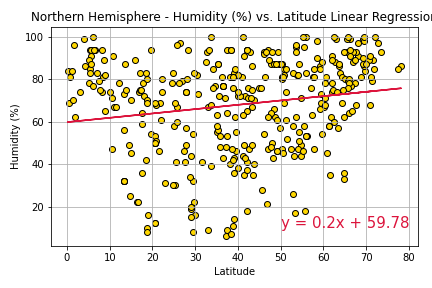 Northern Hemisphere - Humidity (%) vs. Latitude Linear Regression
100
80
60
40
20
Humidity (%)
y = 0.2x + 59.78
0 10 20 30 40 50 60 70 80
Latitude